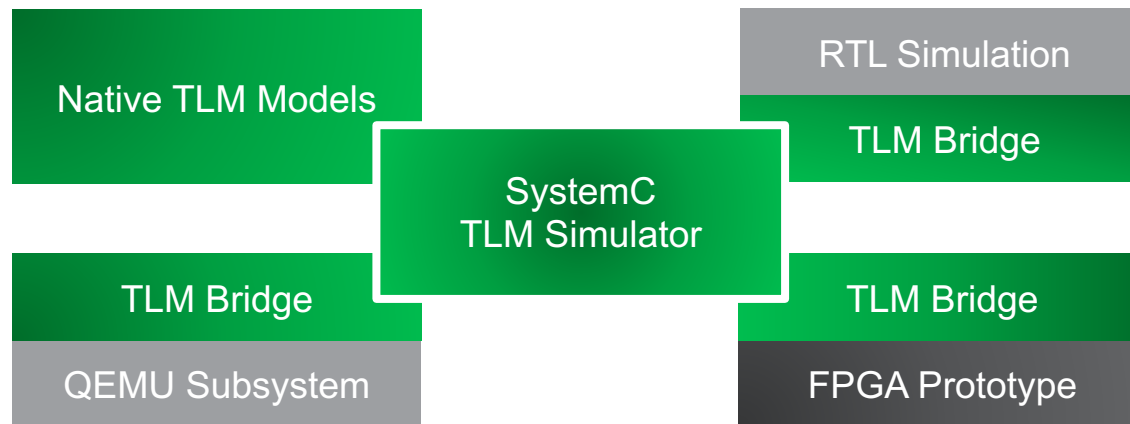 Native TLM Models
RTL Simulation
TLM Bridge
SystemC
TLM Simulator
TLM Bridge
QEMU Subsystem
TLM Bridge
FPGA Prototype